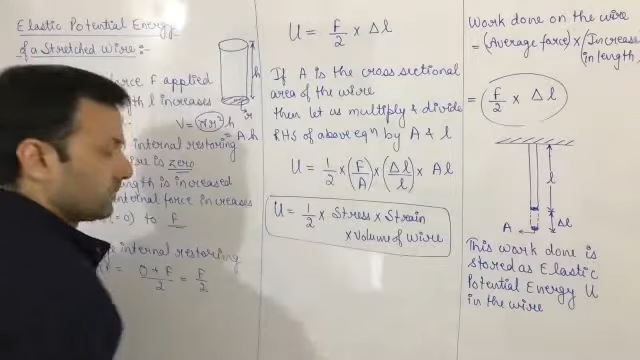 Elastic Potential Energy
of a Stretched Wire:-
force F applied
length l increases
V = πr² h
= A h
h
r
internal restoring
wire is zero
length is increased
internal force increases
(=0) to F
internal restoring
= 0 + F / 2 = F / 2
U = F/2 × Δl
If A is the cross sectional
area of the wire
then let us multiply & divide
RHS of above eqⁿ by A & l
U = 1/2 × (F/A) × (Δl/l) × Al
U = 1/2 × Stress × Strain
× Volume of Wire
Work done on the wire
= (Average force) × (Increase
in length)
= F/2 × Δl
l
Δl
A
This work done is
stored as Elastic
Potential Energy U
in the wire